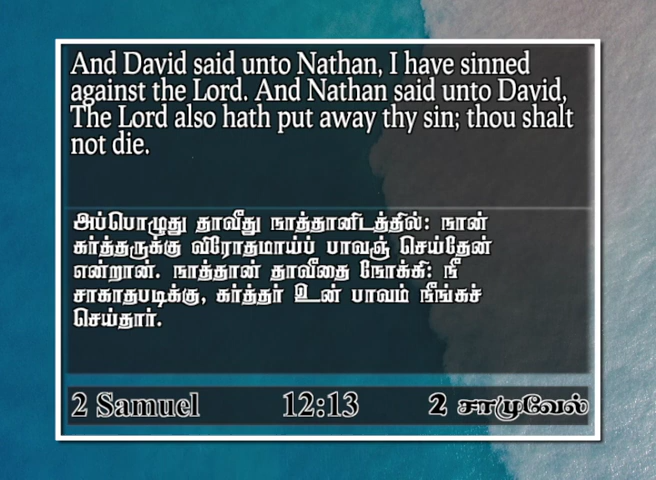 And David said unto Nathan, I have sinned
against the Lord. And Nathan said unto David,
The Lord also hath put away thy sin; thou shalt
not die.
அப்பொழுது தாவீது நாத்தானிடத்தில்: நான்
கர்த்தருக்கு விரோதமாய்ப் பாவஞ் செய்தேன்
என்றான். நாத்தான் தாவீதை நோக்கி: நீ
சாகாதபடிக்கு, கர்த்தர் உன் பாவம் நீங்கச்
செய்தார்.
2 Samuel 12:13 2 சாமுவேல்